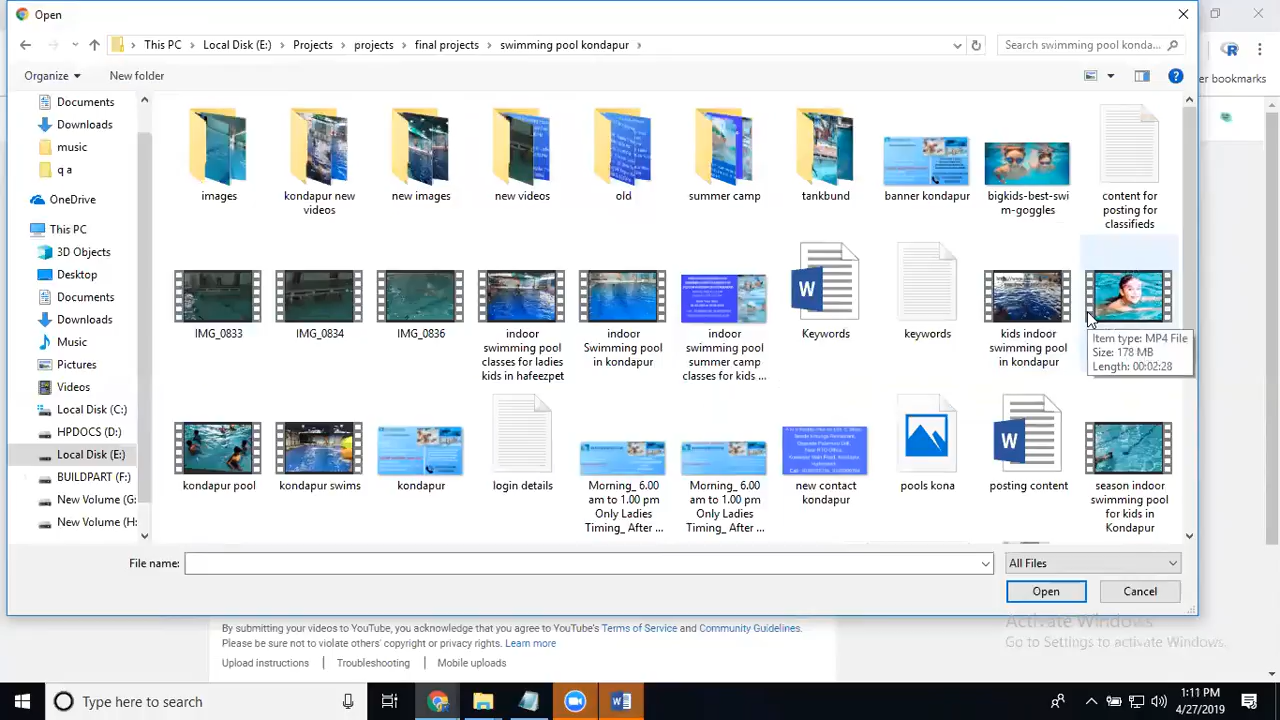 Open
This PC › Local Disk (E:) › Projects › projects › final projects › swimming pool kondapur ›
Search swimming pool konda...
Organize
New folder
er bookmarks
Documents
Downloads
music
q a
OneDrive
This PC
3D Objects
Desktop
Documents
Downloads
Music
Pictures
Videos
Local Disk (C:)
HPDOCS (D:)
Local Disk (E:)
BUILDPART (F:)
New Volume (G:
New Volume (H:
images
kondapur new
videos
new images
new videos
old
summer camp
tankbund
banner kondapur
bigkids-best-swi
m-goggles
content for
posting for
classifieds
IMG_0833
IMG_0834
IMG_0836
indoor
swimming pool
classes for ladies
kids in hafeezpet
indoor
Swimming pool
in kondapur
indoor
swimming pool
summer camp
classes for kids ...
Keywords
keywords
kids indoor
swimming pool
in kondapur
Item type: MP4 File
Size: 178 MB
Length: 00:02:28
kondapur pool
kondapur swims
kondapur
login details
Morning_ 6.00
am to 1.00 pm
Only Ladies
Timing_ After ...
Morning_ 6.00
am to 1.00 pm
Only Ladies
Timing_ After ...
new contact
kondapur
pools kona
posting content
season indoor
swimming pool
for kids in
Kondapur
File name:
All Files
Open
Cancel
By submitting your videos to YouTube, you acknowledge that you agree to YouTube's Terms of Service and Community Guidelines.
Please be sure not to violate others' copyright or privacy rights. Learn more
Upload instructions | Troubleshooting | Mobile uploads
Activate Windows
Go to Settings to activate Windows.
Type here to search
1:11 PM
4/27/2019